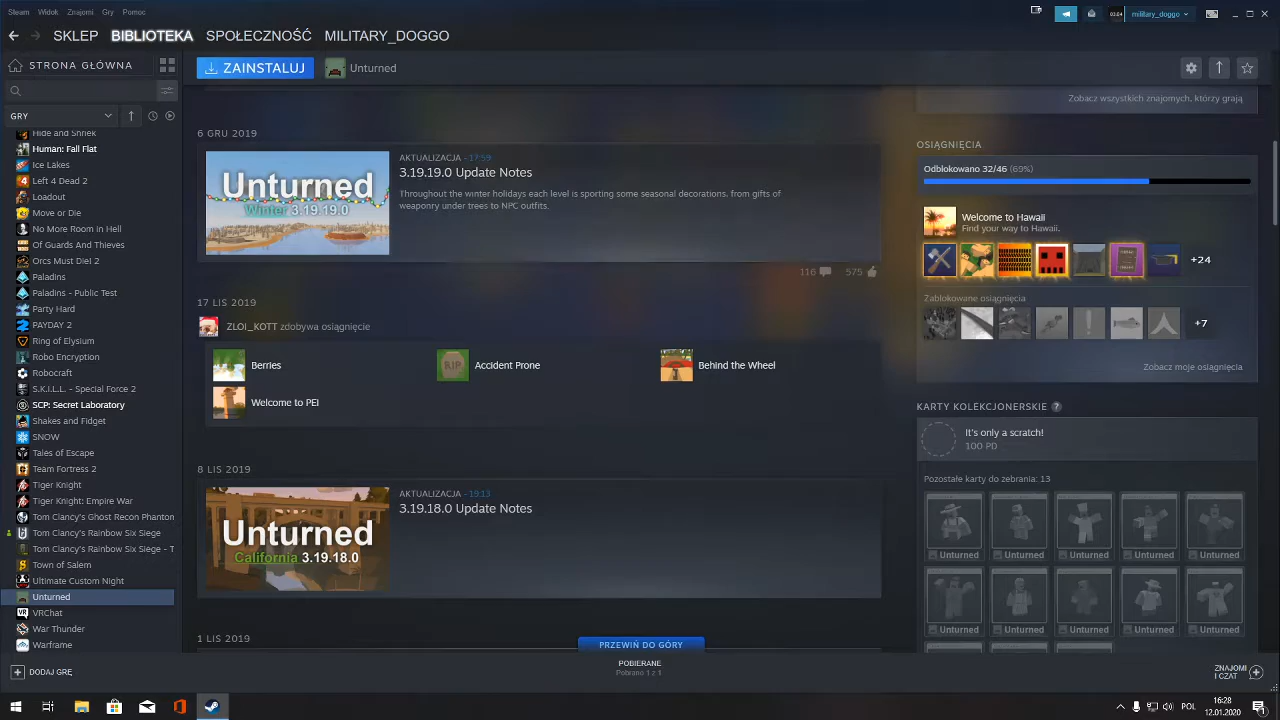 Steam Widok Znajomi Gry Pomoc
03:04 military_doggo
SKLEP BIBLIOTEKA SPOŁECZNOŚĆ MILITARY_DOGGO
STRONA GŁÓWNA
ZAINSTALUJ Unturned
GRY
Hide and Shriek
Human: Fall Flat
Ice Lakes
Left 4 Dead 2
Loadout
Move or Die
No More Room in Hell
Of Guards And Thieves
Orcs Must Die! 2
Paladins
Paladins - Public Test
Party Hard
PAYDAY 2
Ring of Elysium
Robo Encryption
Robocraft
S.K.I.L.L. - Special Force 2
SCP: Secret Laboratory
Shakes and Fidget
SNOW
Tales of Escape
Team Fortress 2
Tiger Knight
Tiger Knight: Empire War
Tom Clancy's Ghost Recon Phanton
Tom Clancy's Rainbow Six Siege
Tom Clancy's Rainbow Six Siege - T
Town of Salem
Ultimate Custom Night
Unturned
VRChat
War Thunder
Warframe
DODAJ GRĘ
6 GRU 2019
Unturned
Winter 3.19.19.0
AKTUALIZACJA - 17:59
3.19.19.0 Update Notes
Throughout the winter holidays each level is sporting some seasonal decorations, from gifts of
weaponry under trees to NPC outfits.
116 575
17 LIS 2019
ZLOI_KOTT zdobywa osiągnięcie
Berries
RIP
Accident Prone
Behind the Wheel
Welcome to PEI
8 LIS 2019
Unturned
California 3.19.18.0
AKTUALIZACJA - 19:13
3.19.18.0 Update Notes
1 LIS 2019
PRZEWIŃ DO GÓRY
POBIERANE
Pobrano 1 z 1
Zobacz wszystkich znajomych, którzy grają
OSIĄGNIĘCIA
Odblokowano 32/46 (69%)
Welcome to Hawaii
Find your way to Hawaii.
+24
Zablokowane osiągnięcia
+7
Zobacz moje osiągnięcia
KARTY KOLEKCJONERSKIE ?
It's only a scratch!
100 PD
Pozostałe karty do zebrania: 13
Unturned Unturned Unturned Unturned Unturned
Unturned Unturned Unturned Unturned Unturned
ZNAJOMI
I CZAT
POL
16:28
12.01.2020